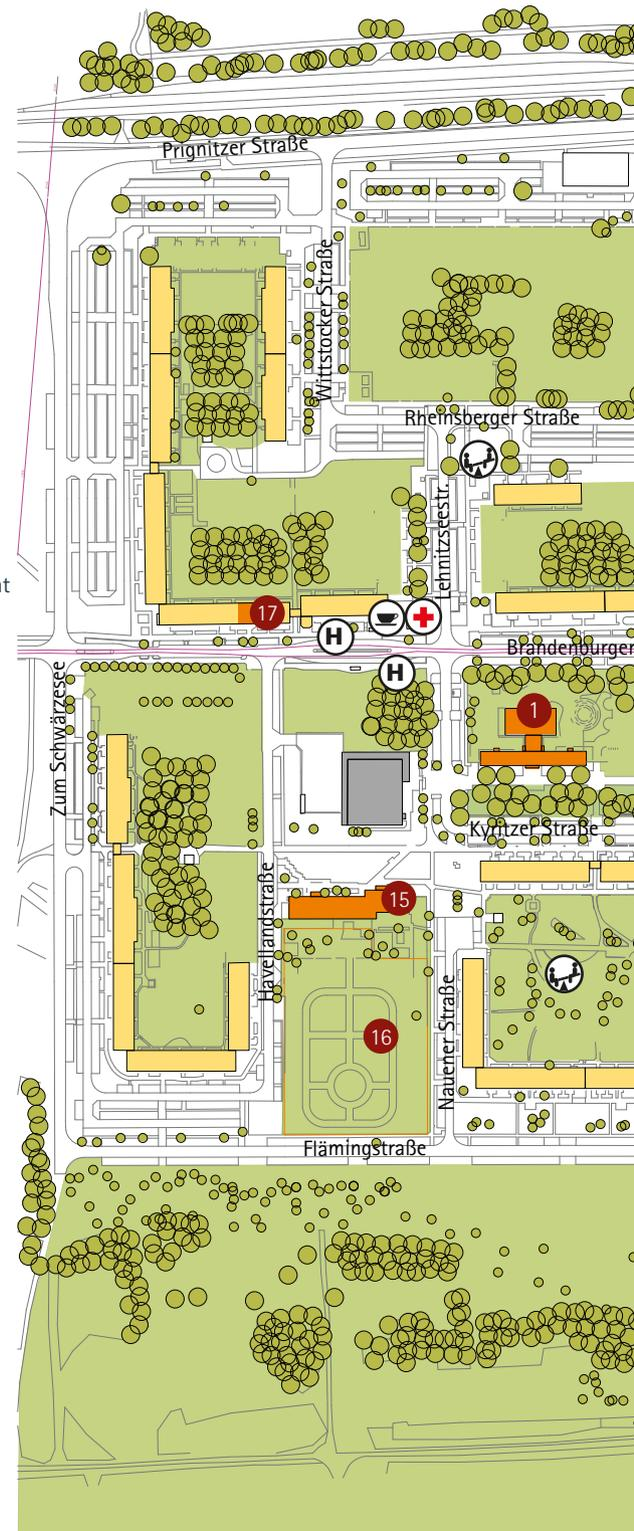 Prignitzer Straße
Wittstocker Straße
Rheinsberger Straße
Lehnitzseestr.
17
H
H
Brandenburger
Zum Schwärzesee
1
Kyritzer Straße
15
Havellandstraße
16
Nauener Straße
Flämingstraße